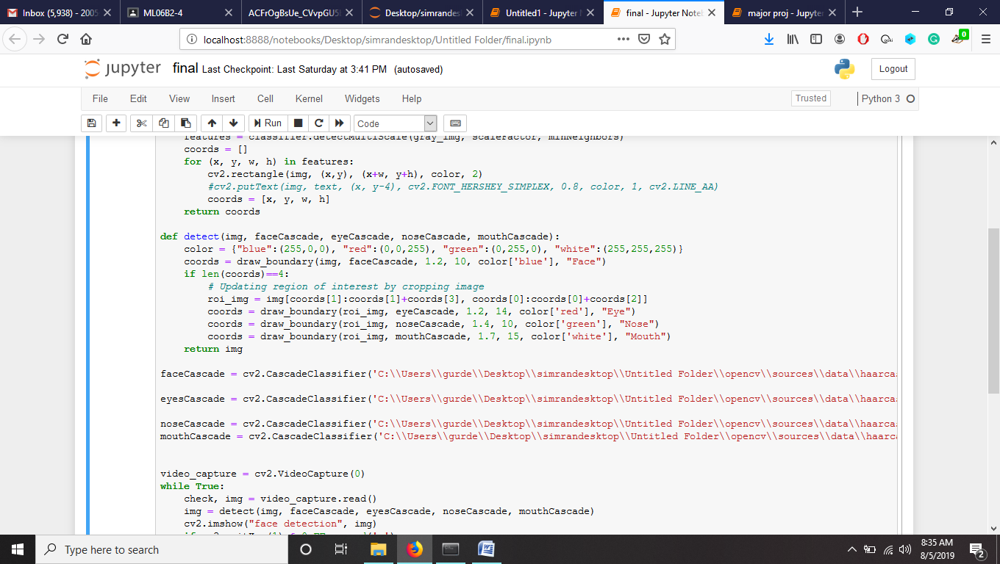 Inbox (5,938) - 2005
ML06B2-4
ACFrOgBsUe_CVvpGU5
Desktop/simrandes
Untitled1 - Jupyter N
final - Jupyter Noteb
major proj - Jupyter
localhost:8888/notebooks/Desktop/simrandesktop/Untitled Folder/final.ipynb
0
jupyter final Last Checkpoint: Last Saturday at 3:41 PM (autosaved)
Logout
File Edit View Insert Cell Kernel Widgets Help
Trusted
Python 3
Run
Code
features = classifier.detectMultiScale(gray_img, scaleFactor, minNeighbors)
coords = []
for (x, y, w, h) in features:
cv2.rectangle(img, (x,y), (x+w, y+h), color, 2)
#cv2.putText(img, text, (x, y-4), cv2.FONT_HERSHEY_SIMPLEX, 0.8, color, 1, cv2.LINE_AA)
coords = [x, y, w, h]
return coords
def detect(img, faceCascade, eyeCascade, noseCascade, mouthCascade):
color = {"blue":(255,0,0), "red":(0,0,255), "green":(0,255,0), "white":(255,255,255)}
coords = draw_boundary(img, faceCascade, 1.2, 10, color['blue'], "Face")
if len(coords)==4:
# Updating region of interest by cropping image
roi_img = img[coords[1]:coords[1]+coords[3], coords[0]:coords[0]+coords[2]]
coords = draw_boundary(roi_img, eyeCascade, 1.2, 14, color['red'], "Eye")
coords = draw_boundary(roi_img, noseCascade, 1.4, 10, color['green'], "Nose")
coords = draw_boundary(roi_img, mouthCascade, 1.7, 15, color['white'], "Mouth")
return img
faceCascade = cv2.CascadeClassifier('C:\\Users\\gurde\\Desktop\\simrandesktop\\Untitled Folder\\opencv\\sources\\data\\haarca
eyesCascade = cv2.CascadeClassifier('C:\\Users\\gurde\\Desktop\\simrandesktop\\Untitled Folder\\opencv\\sources\\data\\haarca
noseCascade = cv2.CascadeClassifier('C:\\Users\\gurde\\Desktop\\simrandesktop\\Untitled Folder\\opencv\\sources\\data\\haarca
mouthCascade = cv2.CascadeClassifier('C:\\Users\\gurde\\Desktop\\simrandesktop\\Untitled Folder\\opencv\\sources\\data\\haarc
video_capture = cv2.VideoCapture(0)
while True:
check, img = video_capture.read()
img = detect(img, faceCascade, eyesCascade, noseCascade, mouthCascade)
cv2.imshow("face detection", img)
Type here to search
8:35 AM
8/5/2019
2